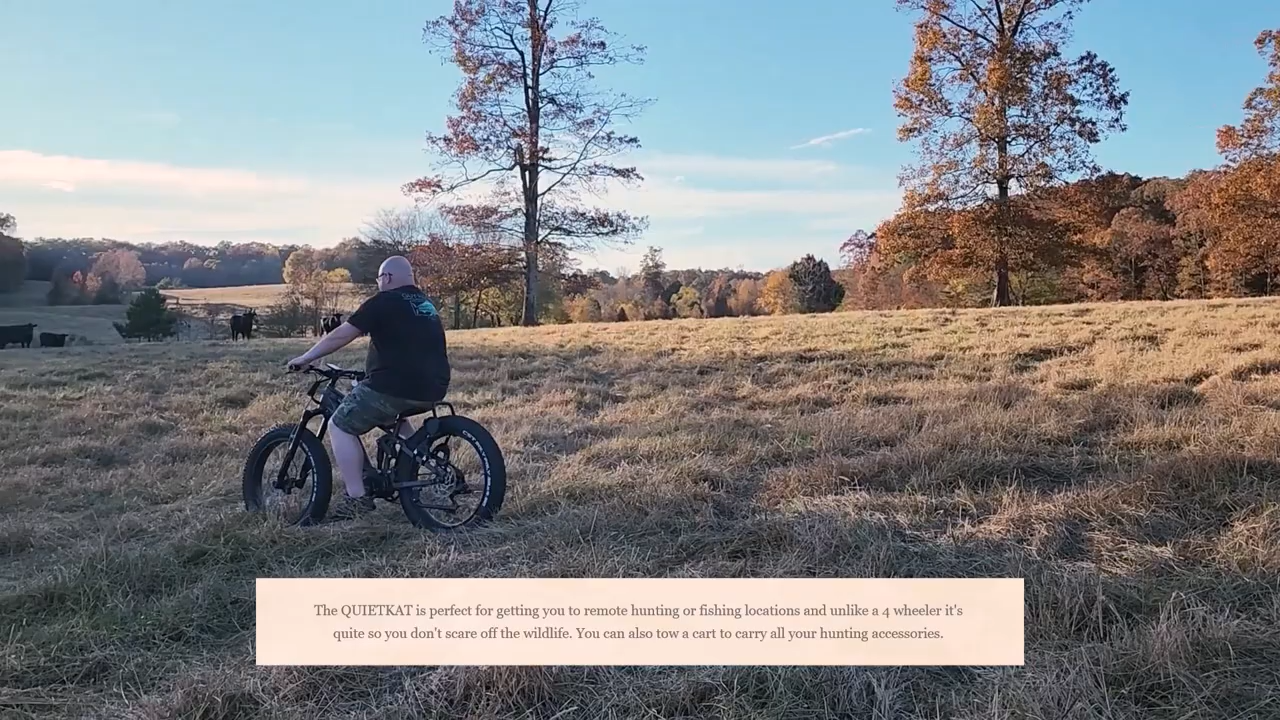 The QUIETKAT is perfect for getting you to remote hunting or fishing locations and unlike a 4 wheeler it's
quite so you don't scare off the wildlife. You can also tow a cart to carry all your hunting accessories.